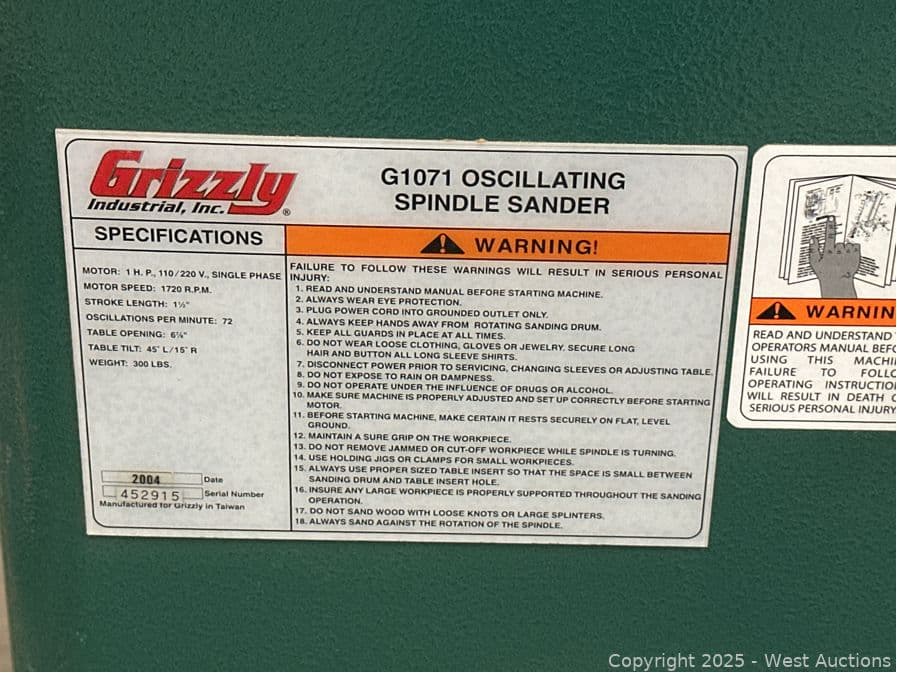 Grizzly
Industrial, Inc. ®
G1071 OSCILLATING
SPINDLE SANDER
SPECIFICATIONS
MOTOR: 1 H. P., 110/220 V., SINGLE PHASE
MOTOR SPEED: 1720 R.P.M.
STROKE LENGTH: 1½"
OSCILLATIONS PER MINUTE: 72
TABLE OPENING: 6¼"
TABLE TILT: 45° L/15° R
WEIGHT: 300 LBS.
2004 Date
452915 Serial Number
Manufactured for Grizzly in Taiwan
WARNING!
FAILURE TO FOLLOW THESE WARNINGS WILL RESULT IN SERIOUS PERSONAL
INJURY:
1. READ AND UNDERSTAND MANUAL BEFORE STARTING MACHINE.
2. ALWAYS WEAR EYE PROTECTION.
3. PLUG POWER CORD INTO GROUNDED OUTLET ONLY.
4. ALWAYS KEEP HANDS AWAY FROM ROTATING SANDING DRUM.
5. KEEP ALL GUARDS IN PLACE AT ALL TIMES.
6. DO NOT WEAR LOOSE CLOTHING, GLOVES OR JEWELRY. SECURE LONG
HAIR AND BUTTON ALL LONG SLEEVE SHIRTS.
7. DISCONNECT POWER PRIOR TO SERVICING, CHANGING SLEEVES OR ADJUSTING TABLE.
8. DO NOT EXPOSE TO RAIN OR DAMPNESS.
9. DO NOT OPERATE UNDER THE INFLUENCE OF DRUGS OR ALCOHOL.
10. MAKE SURE MACHINE IS PROPERLY ADJUSTED AND SET UP CORRECTLY BEFORE STARTING
MOTOR.
11. BEFORE STARTING MACHINE, MAKE CERTAIN IT RESTS SECURELY ON FLAT, LEVEL
GROUND.
12. MAINTAIN A SURE GRIP ON THE WORKPIECE.
13. DO NOT REMOVE JAMMED OR CUT-OFF WORKPIECE WHILE SPINDLE IS TURNING.
14. USE HOLDING JIGS OR CLAMPS FOR SMALL WORKPIECES.
15. ALWAYS USE PROPER SIZED TABLE INSERT SO THAT THE SPACE IS SMALL BETWEEN
SANDING DRUM AND TABLE INSERT HOLE.
16. INSURE ANY LARGE WORKPIECE IS PROPERLY SUPPORTED THROUGHOUT THE SANDING
OPERATION.
17. DO NOT SAND WOOD WITH LOOSE KNOTS OR LARGE SPLINTERS.
18. ALWAYS SAND AGAINST THE ROTATION OF THE SPINDLE.
WARNIN
READ AND UNDERSTAND
OPERATORS MANUAL BEFO
USING THIS MACHI
FAILURE TO FOLLO
OPERATING INSTRUCTIO
WILL RESULT IN DEATH O
SERIOUS PERSONAL INJURY
Copyright 2025 - West Auctions